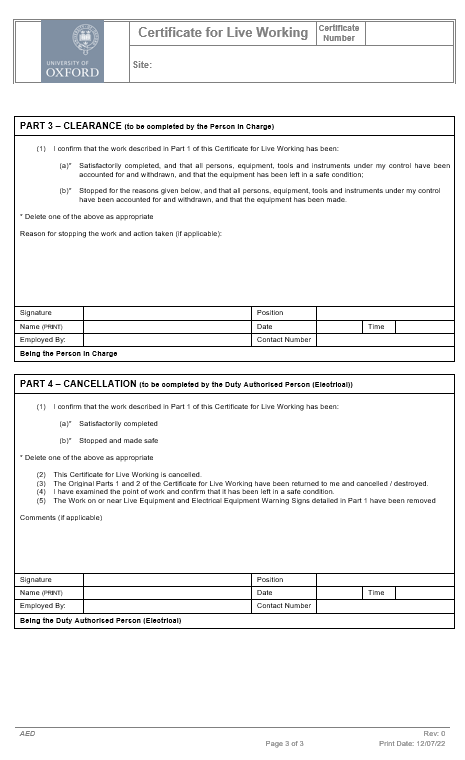 UNIVERSITY OF
OXFORD
Certificate for Live Working
Certificate
Number
Site:
PART 3 – CLEARANCE (to be completed by the Person in Charge)
(1) I confirm that the work described in Part 1 of this Certificate for Live Working has been:
(a)* Satisfactorily completed, and that all persons, equipment, tools and instruments under my control have been
accounted for and withdrawn, and that the equipment has been left in a safe condition;
(b)* Stopped for the reasons given below, and that all persons, equipment, tools and instruments under my control
have been accounted for and withdrawn, and that the equipment has been made.
* Delete one of the above as appropriate
Reason for stopping the work and action taken (if applicable):
Signature Position
Name (PRINT) Date Time
Employed By: Contact Number
Being the Person in Charge
PART 4 – CANCELLATION (to be completed by the Duty Authorised Person (Electrical))
(1) I confirm that the work described in Part 1 of this Certificate for Live Working has been:
(a)* Satisfactorily completed
(b)* Stopped and made safe
* Delete one of the above as appropriate
(2) This Certificate for Live Working is cancelled.
(3) The Original Parts 1 and 2 of the Certificate for Live Working have been returned to me and cancelled / destroyed.
(4) I have examined the point of work and confirm that it has been left in a safe condition.
(5) The Work on or near Live Equipment and Electrical Equipment Warning Signs detailed in Part 1 have been removed
Comments (if applicable)
Signature Position
Name (PRINT) Date Time
Employed By: Contact Number
Being the Duty Authorised Person (Electrical)
AED Rev: 0
Page 3 of 3 Print Date: 12/07/22